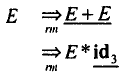 E ⇒rm E + E
⇒rm E * id3